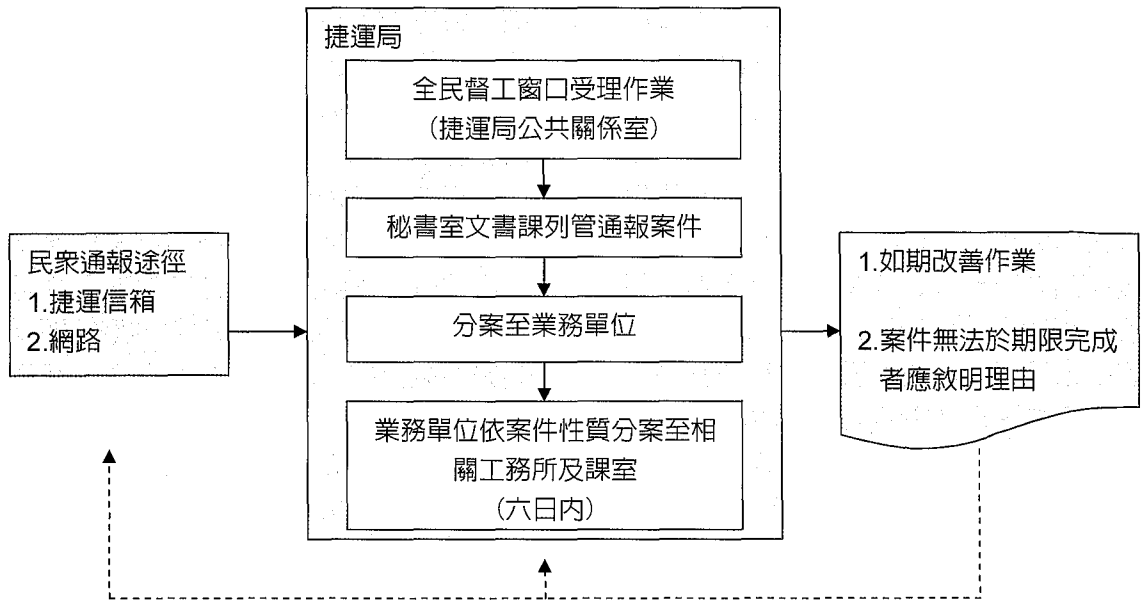 民眾通報途徑
1.捷運信箱
2.網路
捷運局
全民督工窗口受理作業
(捷運局公共關係室)
秘書室文書課列管通報案件
分案至業務單位
業務單位依案件性質分案至相
關工務所及課室
(六日內)
1.如期改善作業
2.案件無法於期限完成
者應敘明理由